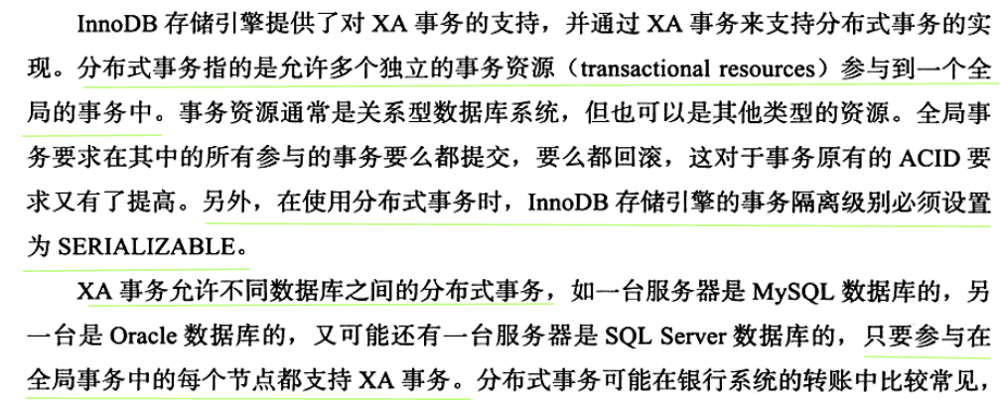 InnoDB 存储引擎提供了对 XA 事务的支持，并通过 XA 事务来支持分布式事务的实
现。分布式事务指的是允许多个独立的事务资源（transactional resources）参与到一个全
局的事务中。事务资源通常是关系型数据库系统，但也可以是其他类型的资源。全局事
务要求在其中的所有参与的事务要么都提交，要么都回滚，这对于事务原有的 ACID 要
求又有了提高。另外，在使用分布式事务时，InnoDB 存储引擎的事务隔离级别必须设置
为 SERIALIZABLE。
XA 事务允许不同数据库之间的分布式事务，如一台服务器是 MySQL 数据库的，另
一台是 Oracle 数据库的，又可能还有一台服务器是 SQL Server 数据库的，只要参与在
全局事务中的每个节点都支持 XA 事务。分布式事务可能在银行系统的转账中比较常见，